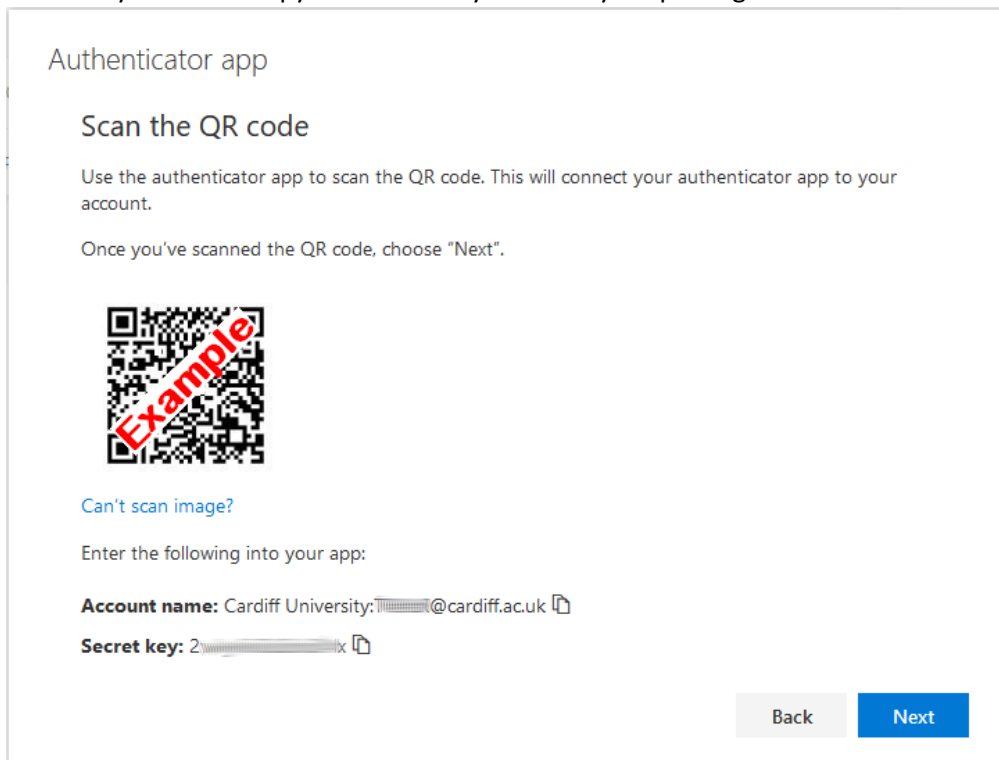 Authenticator app
Scan the QR code
Use the authenticator app to scan the QR code. This will connect your authenticator app to your
account.
Once you've scanned the QR code, choose "Next".
Example
Can't scan image?
Enter the following into your app:
Account name: Cardiff University: @cardiff.ac.uk
Secret key: 2 x
Back Next